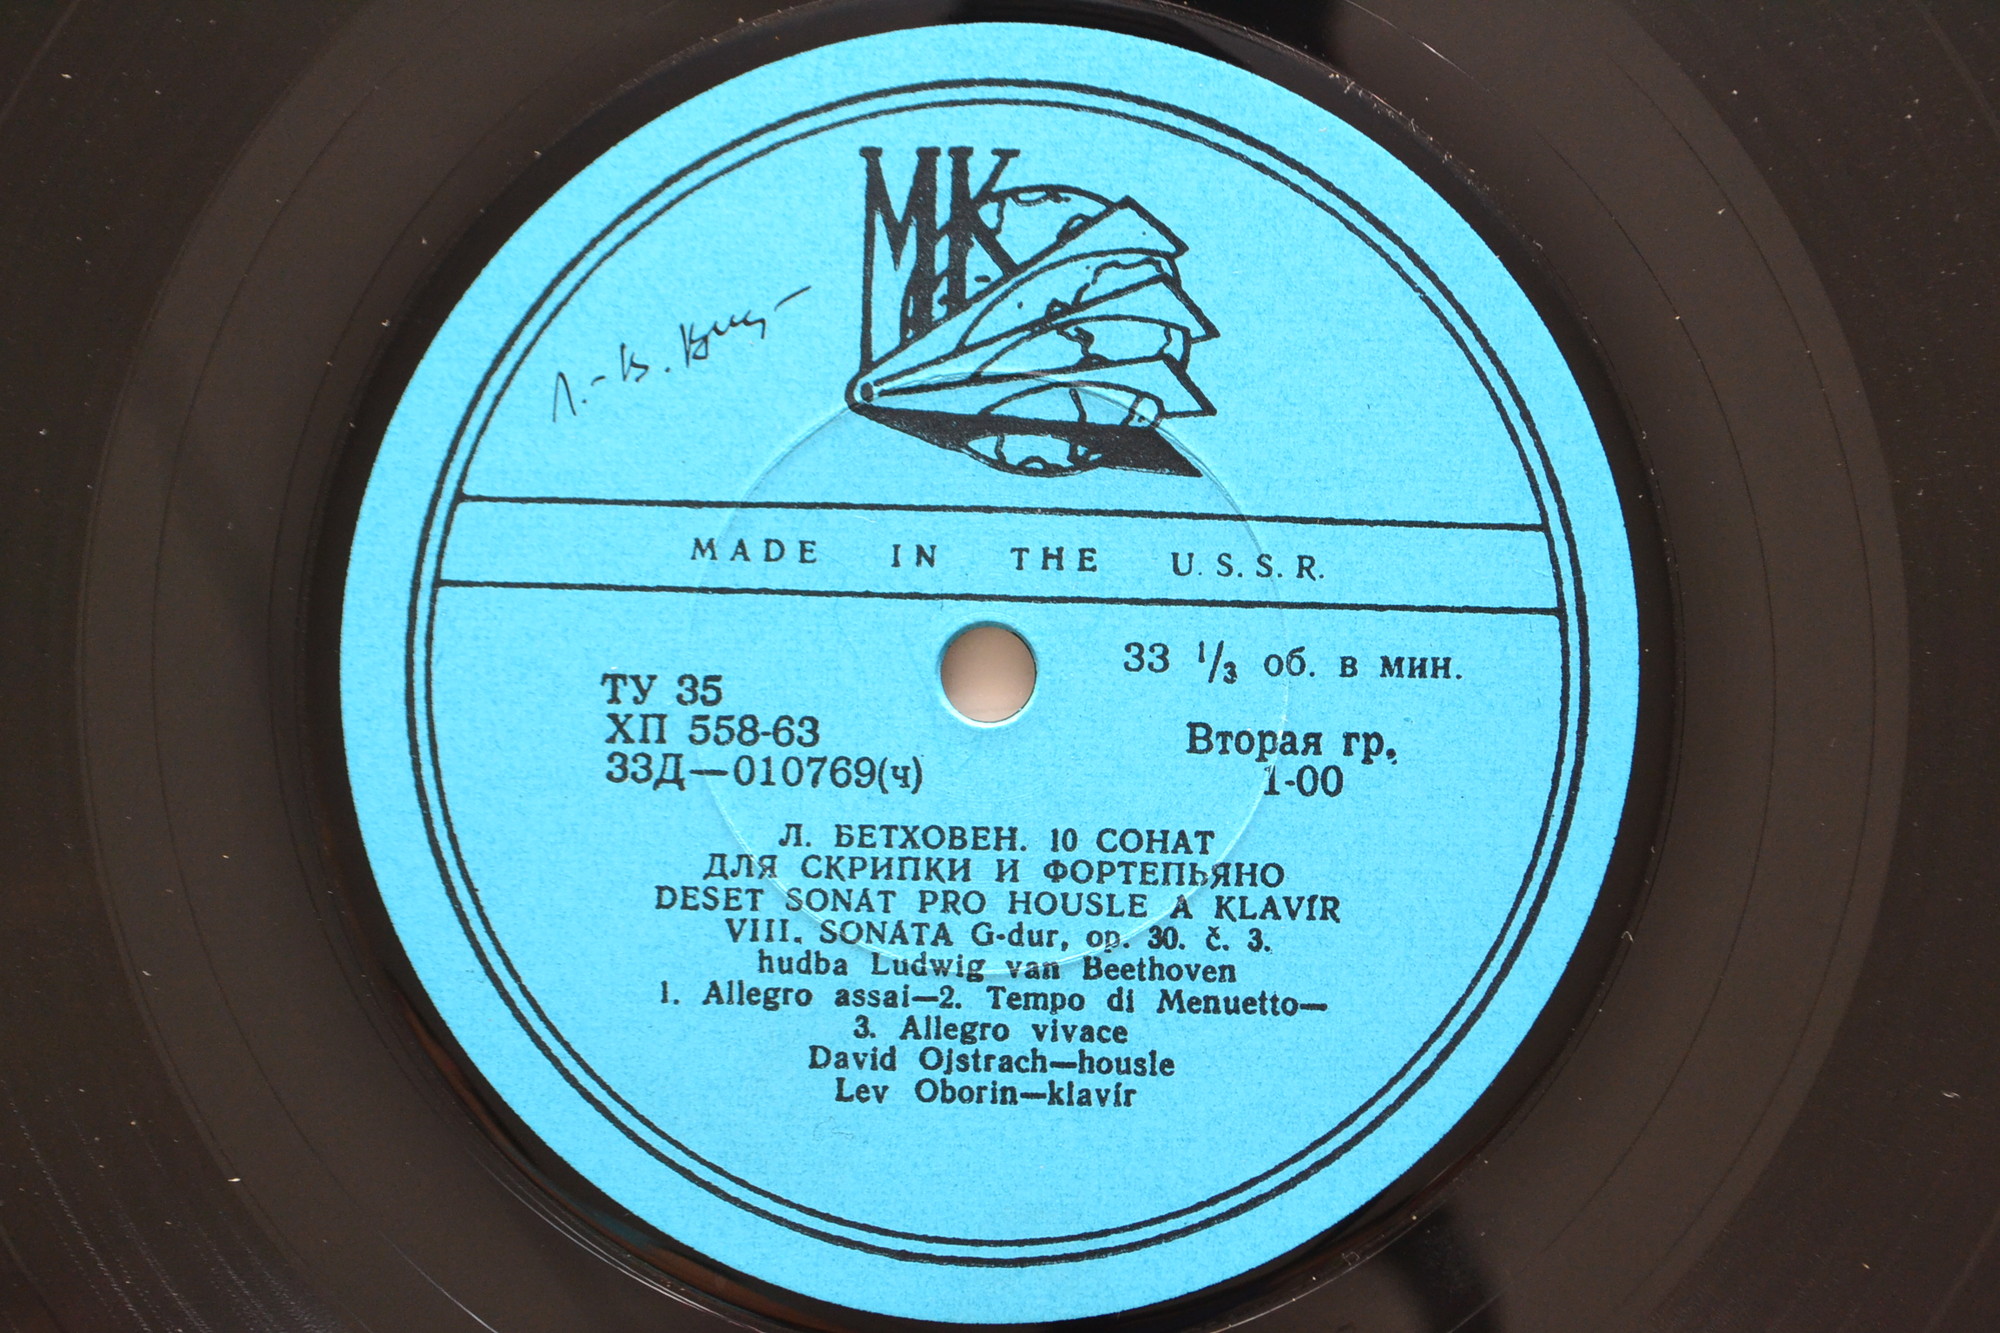 МК
MADE IN THE U.S.S.R.
33 1/3 об. в мин.
ТУ 35
ХП 558-63
33Д—010769(ч)
Вторая гр.
1-00
Л. БЕТХОВЕН. 10 СОНАТ
ДЛЯ СКРИПКИ И ФОРТЕПЬЯНО
DESET SONAT PRO HOUSLE A KLAVÍR
VIII. SONATA G-dur, op. 30. č. 3.
hudba Ludwig van Beethoven
1. Allegro assai—2. Tempo di Menuetto—
3. Allegro vivace
David Ojstrach—housle
Lev Oborin—klavír